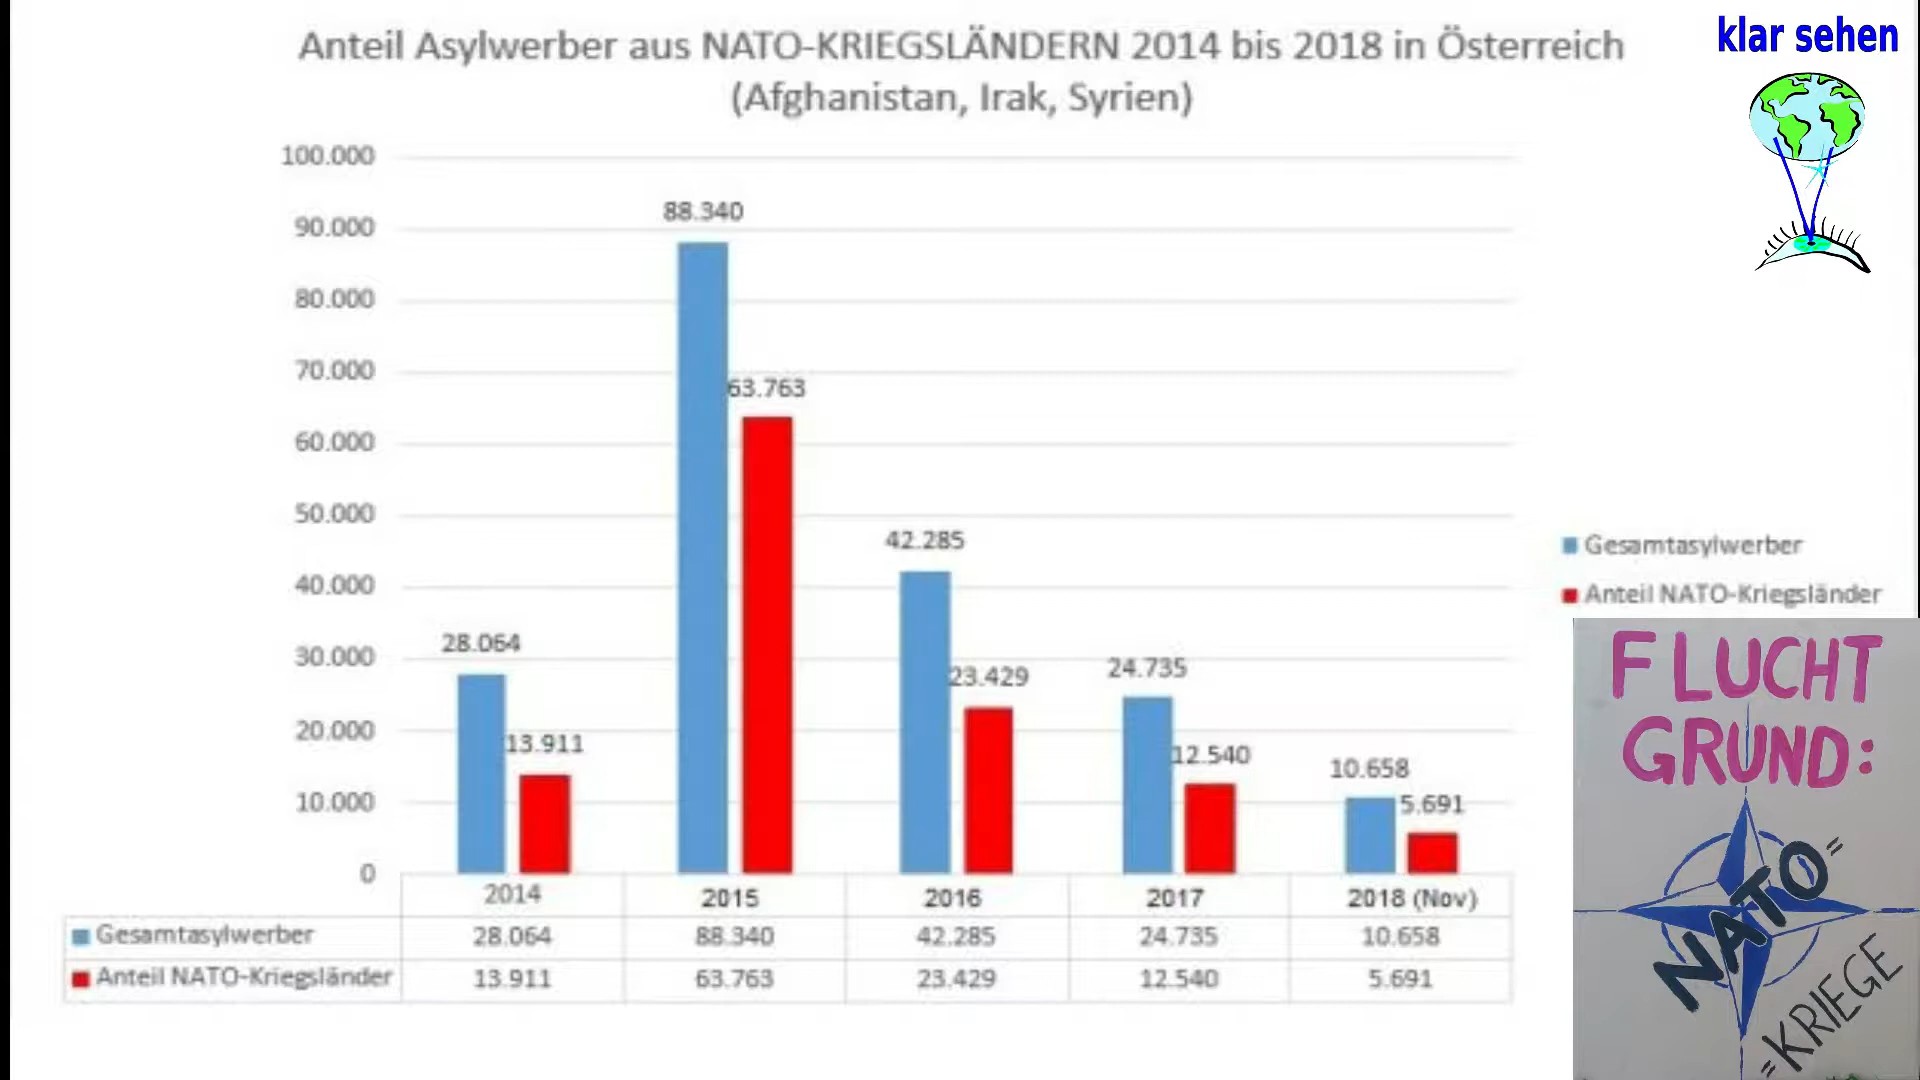 Anteil Asylwerber aus NATO-KRIEGSLÄNDERN 2014 bis 2018 in Österreich
(Afghanistan, Irak, Syrien)
klar sehen
100.000
90.000
80.000
70.000
60.000
50.000
40.000
30.000
20.000
10.000
0
28.064
13.911
88.340
63.763
42.285
23.429
24.735
12.540
10.658
5.691
Gesamtasylwerber
Anteil NATO-Kriegsländer
2014 2015 2016 2017 2018 (Nov)
Gesamtasylwerber 28.064 88.340 42.285 24.735 10.658
Anteil NATO-Kriegsländer 13.911 63.763 23.429 12.540 5.691
FLUCHT
GRUND:
NATO=
=KRIEGE